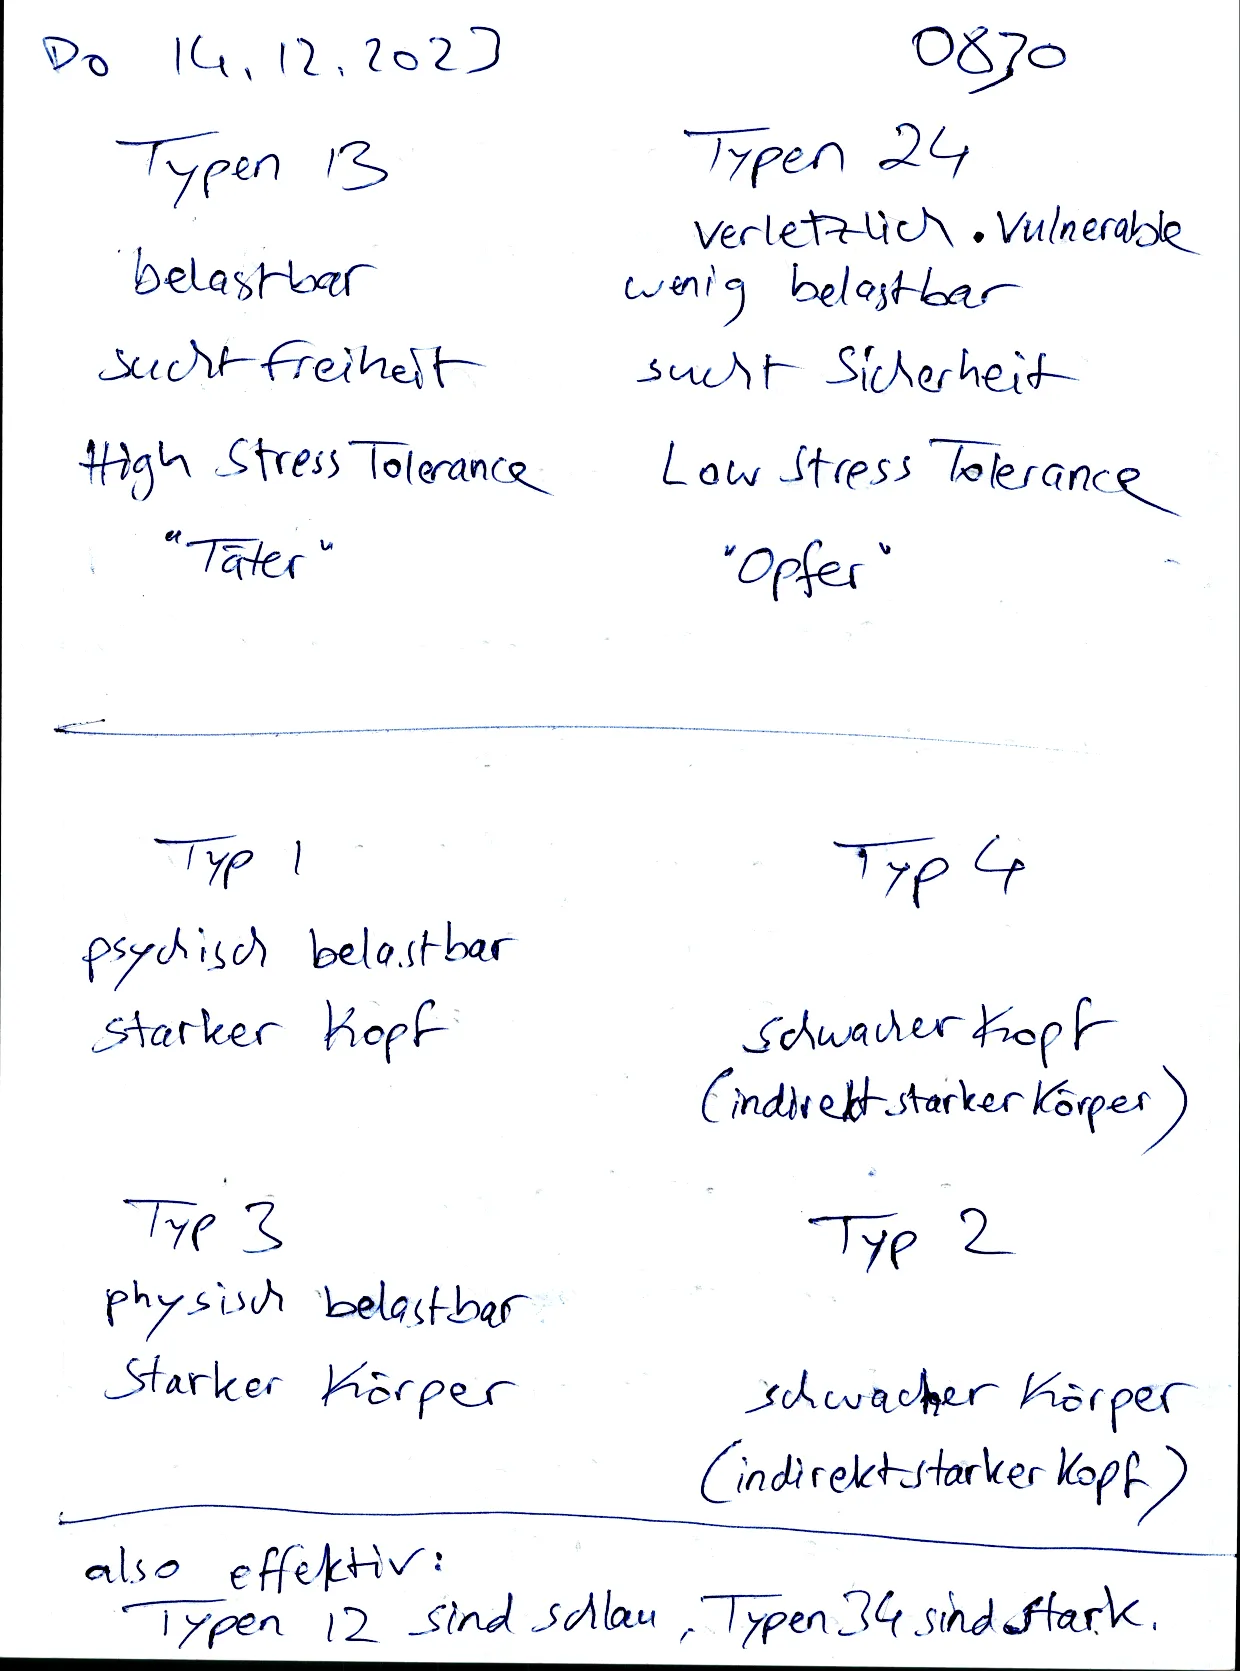 Do 14.12.2023 0830
Typen 13 Typen 24
verletzlich . Vulnerable
belastbar wenig belastbar
sucht Freiheit sucht Sicherheit
High Stress Tolerance Low Stress Tolerance
"Täter" "Opfer"
Typ 1 Typ 4
psychisch belastbar
starker Kopf schwacher Kopf
(indirekt starker Körper)
Typ 3 Typ 2
physisch belastbar
starker Körper schwacher Körper
(indirekt starker Kopf)
also effektiv:
Typen 12 sind schlau, Typen 34 sind stark.